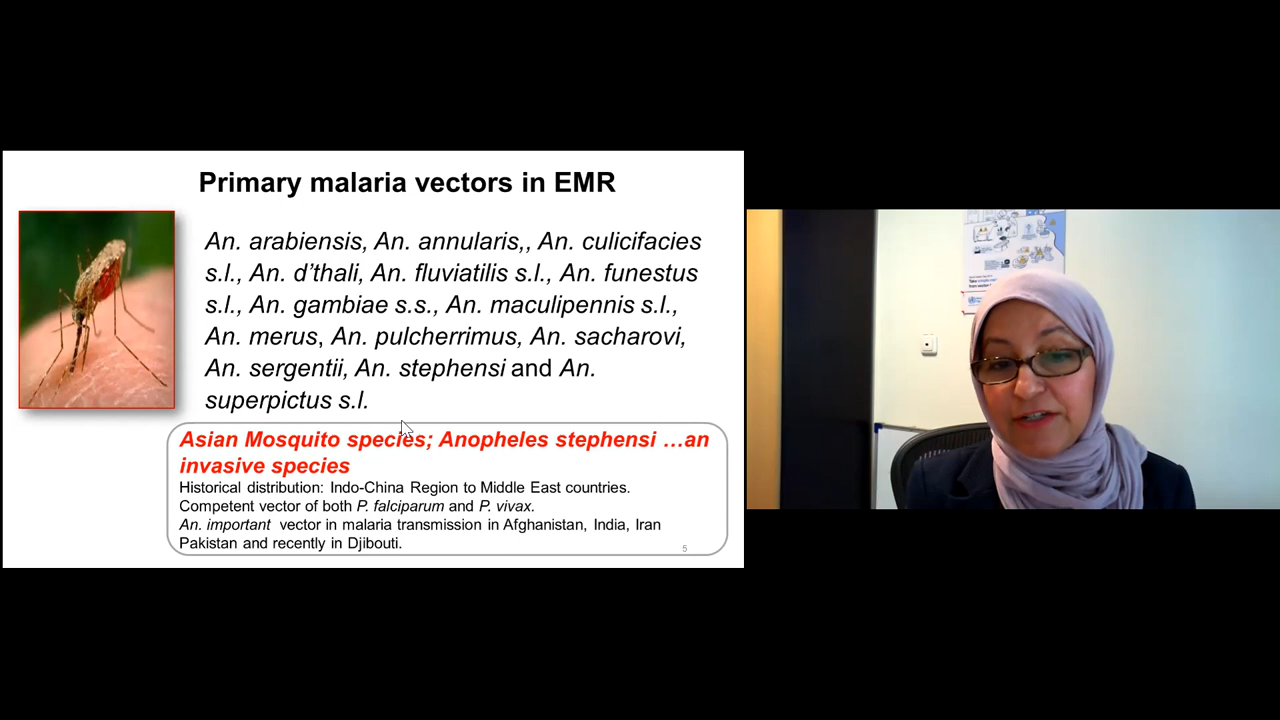 Primary malaria vectors in EMR
An. arabiensis, An. annularis,, An. culicifacies
s.l., An. d’thali, An. fluviatilis s.l., An. funestus
s.l., An. gambiae s.s., An. maculipennis s.l.,
An. merus, An. pulcherrimus, An. sacharovi,
An. sergentii, An. stephensi and An.
superpictus s.l.
Asian Mosquito species; Anopheles stephensi …an
invasive species
Historical distribution: Indo-China Region to Middle East countries.
Competent vector of both P. falciparum and P. vivax.
An. important vector in malaria transmission in Afghanistan, India, Iran
Pakistan and recently in Djibouti.
5